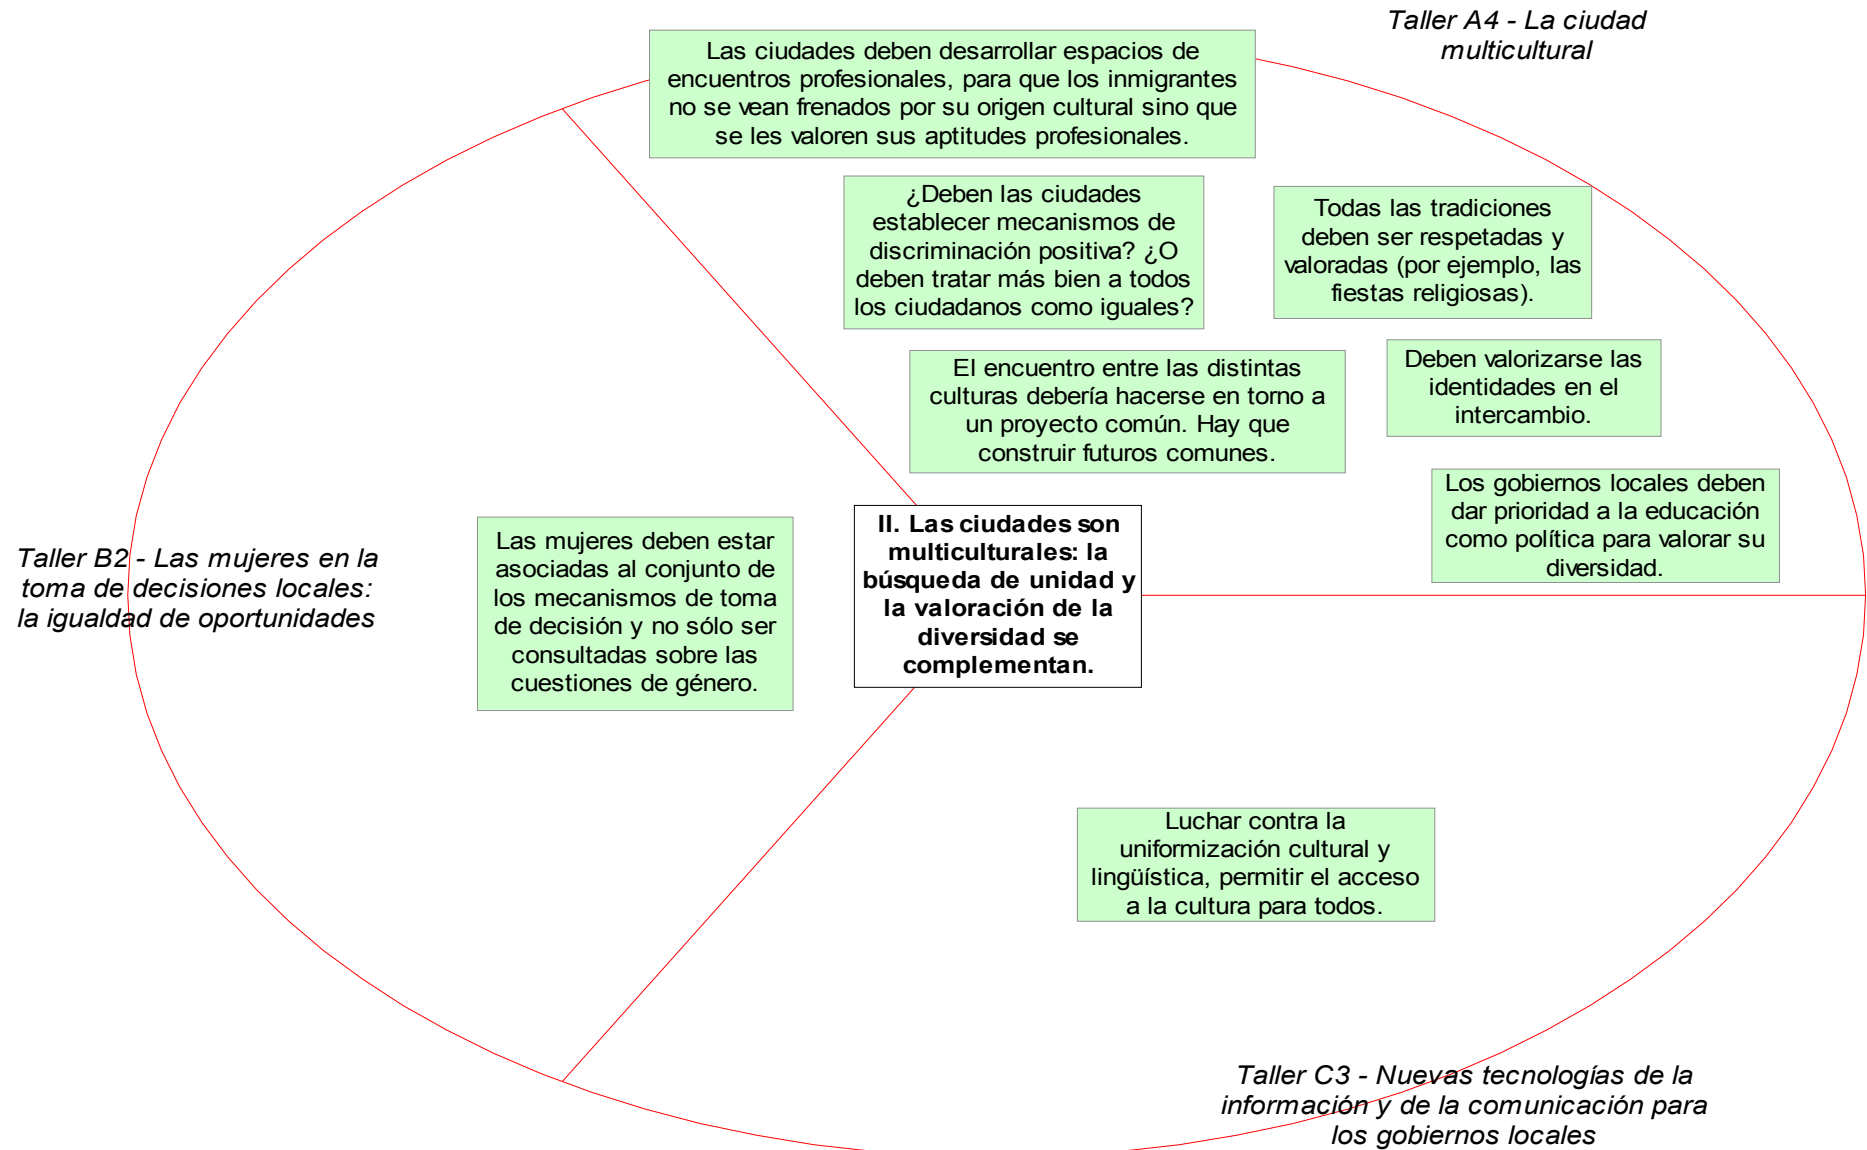 Taller A4 - La ciudad
multicultural
Las ciudades deben desarrollar espacios de
encuentros profesionales, para que los inmigrantes
no se vean frenados por su origen cultural sino que
se les valoren sus aptitudes profesionales.
¿Deben las ciudades
establecer mecanismos de
discriminación positiva? ¿O
deben tratar más bien a todos
los ciudadanos como iguales?
Todas las tradiciones
deben ser respetadas y
valoradas (por ejemplo, las
fiestas religiosas).
El encuentro entre las distintas
culturas debería hacerse en torno a
un proyecto común. Hay que
construir futuros comunes.
Deben valorizarse las
identidades en el
intercambio.
Los gobiernos locales deben
dar prioridad a la educación
como política para valorar su
diversidad.
II. Las ciudades son
multiculturales: la
búsqueda de unidad y
la valoración de la
diversidad se
complementan.
Taller B2 - Las mujeres en la
toma de decisiones locales:
la igualdad de oportunidades
Las mujeres deben estar
asociadas al conjunto de
los mecanismos de toma
de decisión y no sólo ser
consultadas sobre las
cuestiones de género.
Luchar contra la
uniformización cultural y
lingüística, permitir el acceso
a la cultura para todos.
Taller C3 - Nuevas tecnologías de la
información y de la comunicación para
los gobiernos locales